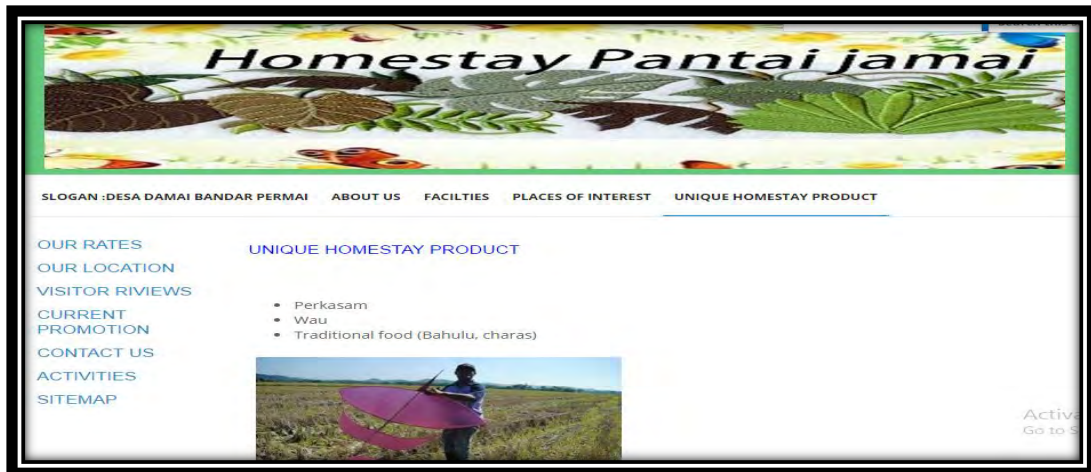 Homestay Pantai jamai
SLOGAN :DESA DAMAI BANDAR PERMAI ABOUT US FACILTIES PLACES OF INTEREST UNIQUE HOMESTAY PRODUCT
OUR RATES
OUR LOCATION
VISITOR RIVIEWS
CURRENT
PROMOTION
CONTACT US
ACTIVITIES
SITEMAP
UNIQUE HOMESTAY PRODUCT
Perkasam
Wau
Traditional food (Bahulu, charas)
Go to